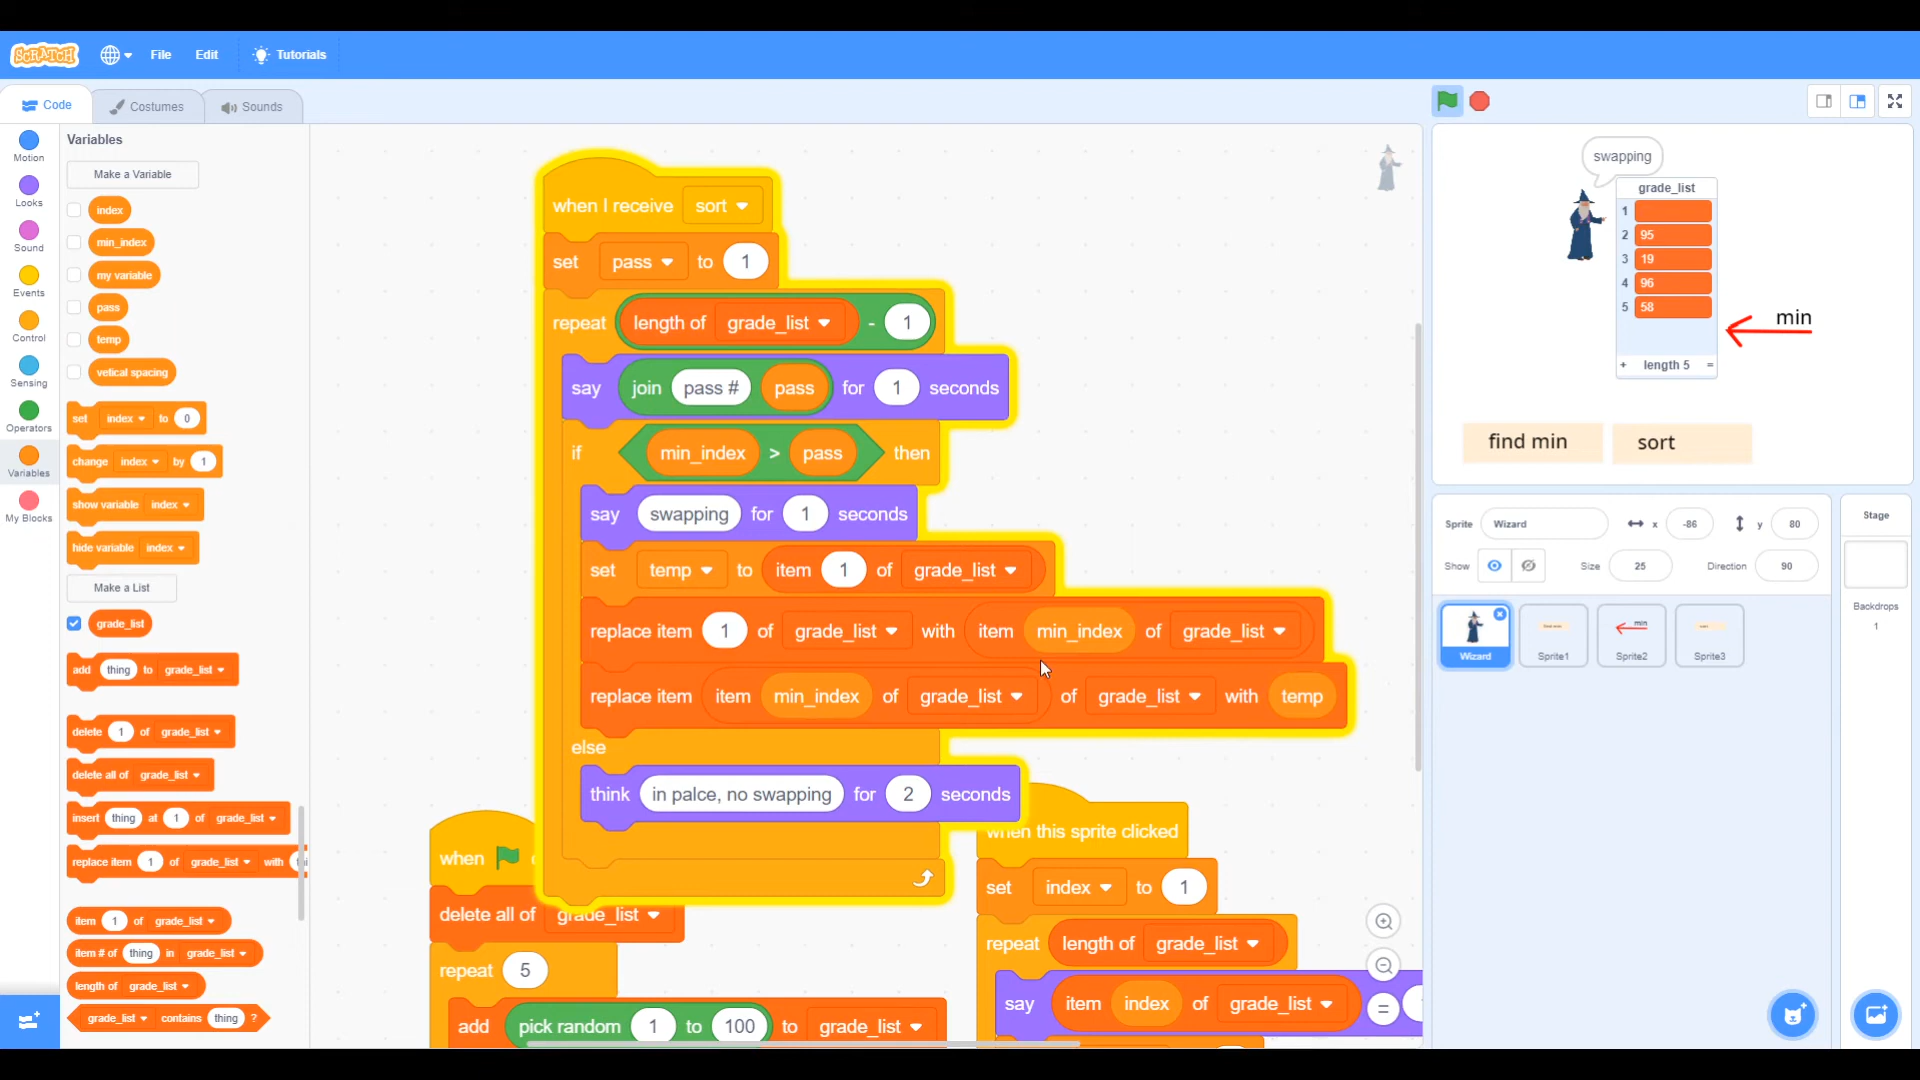 SCRATCH File Edit Tutorials
Code Costumes Sounds
Motion
Looks
Sound
Events
Control
Sensing
Operators
Variables
My Blocks
Variables
Make a Variable
index
min_index
my variable
pass
temp
vetical spacing
set index to 0
change index by 1
show variable index
hide variable index
Make a List
grade_list
add thing to grade_list
delete 1 of grade_list
delete all of grade_list
insert thing at 1 of grade_list
replace item 1 of grade_list with
item 1 of grade_list
item # of thing in grade_list
length of grade_list
grade_list contains thing ?
when I receive sort
set pass to 1
repeat length of grade_list - 1
say join pass # pass for 1 seconds
if min_index > pass then
say swapping for 1 seconds
set temp to item 1 of grade_list
replace item 1 of grade_list with item min_index of grade_list
replace item item min_index of grade_list of grade_list with temp
else
think in palce, no swapping for 2 seconds
when
delete all of grade_list
repeat 5
add pick random 1 to 100 to grade_list
when this sprite clicked
set index to 1
repeat length of grade_list
say item index of grade_list
swapping
grade_list
1
2 95
3 19
4 96
5 58
+ length 5 =
min
find min sort
Sprite Wizard x -86 y 80
Show Size 25 Direction 90
Wizard
Sprite1
min
Sprite2
Sprite3
Stage
Backdrops
1